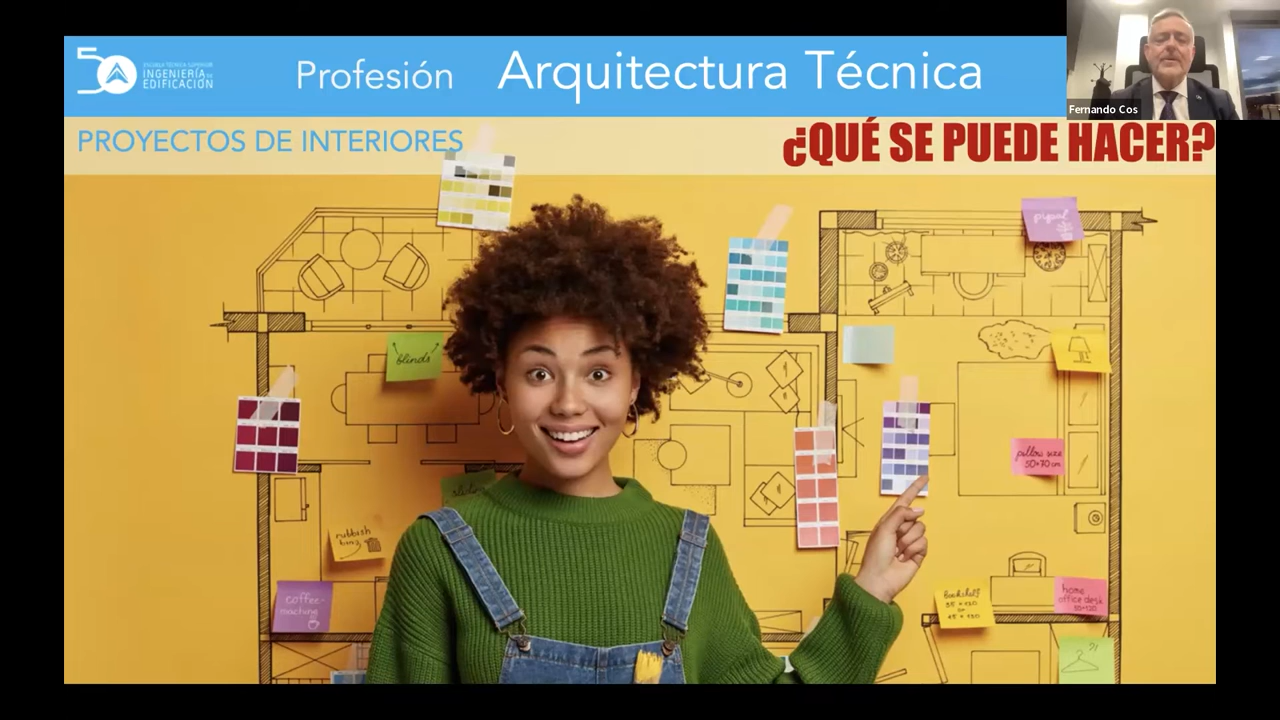 50
ESCUELA TÉCNICA SUPERIOR
INGENIERÍA DE
EDIFICACIÓN
Profesión Arquitectura Técnica
Fernando Cos
PROYECTOS DE INTERIORES
¿QUÉ SE PUEDE HACER?
blinds
pillow size
50*70 cm
rubbish
coffee-
machine
bookshelf
home
office desk
?!